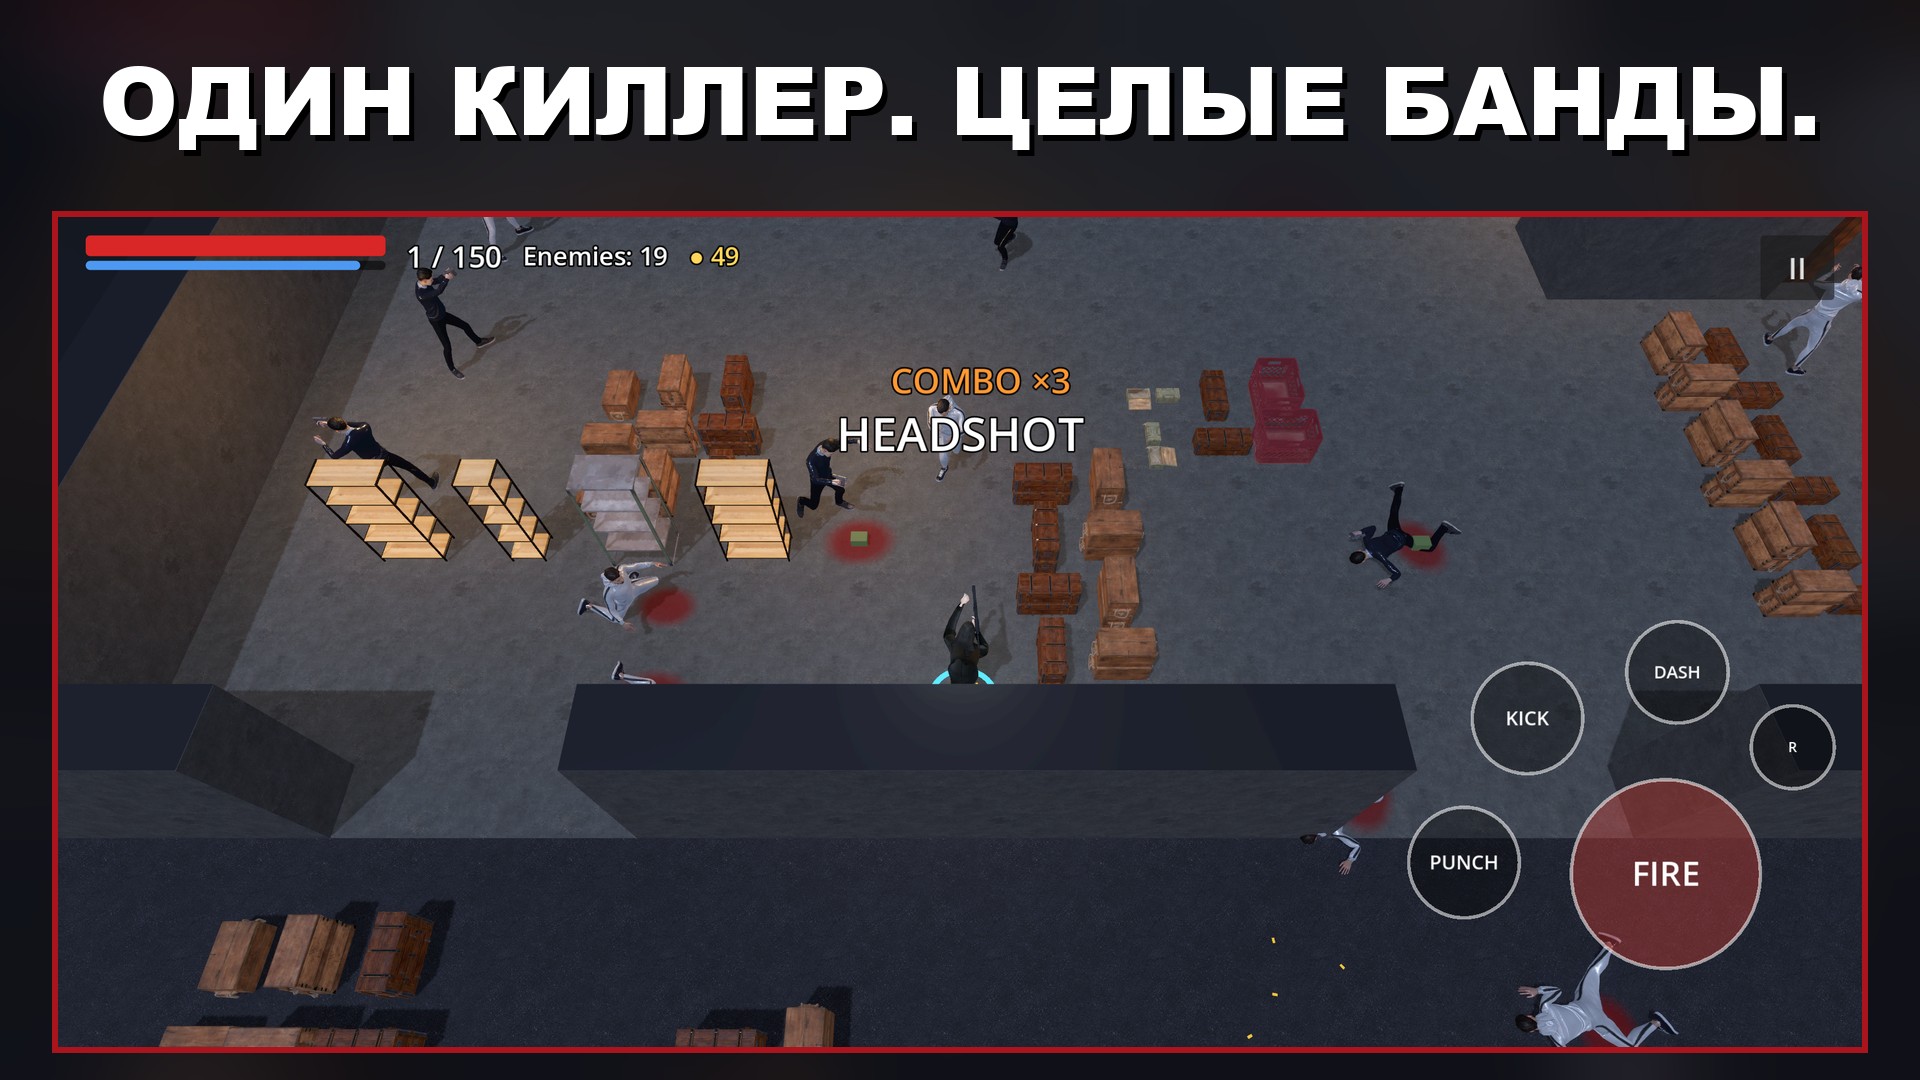 ОДИН КИЛЛЕР. ЦЕЛЫЕ БАНДЫ.
1 / 150 Enemies: 19 49
COMBO ×3
HEADSHOT
DASH
KICK
R
PUNCH
FIRE